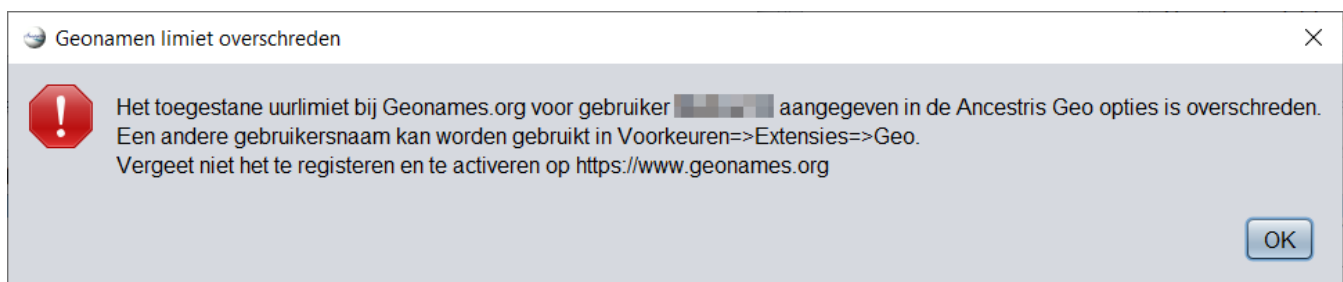 Geonamen limiet overschreden
Het toegestane uurlimiet bij Geonames.org voor gebruiker aangegeven in de Ancestris Geo opties is overschreden.
Een andere gebruikersnaam kan worden gebruikt in Voorkeuren=>Extensies=>Geo.
Vergeet niet het te registeren en te activeren op https://www.geonames.org
OK